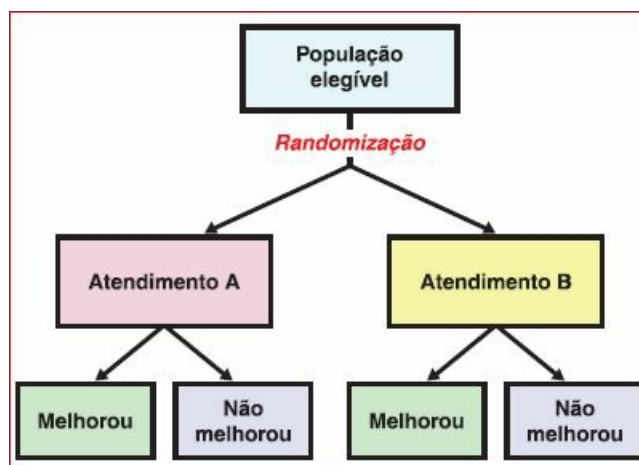 População
elegível
Randomização
Atendimento A
Atendimento B
Melhorou
Não
melhorou
Melhorou
Não
melhorou